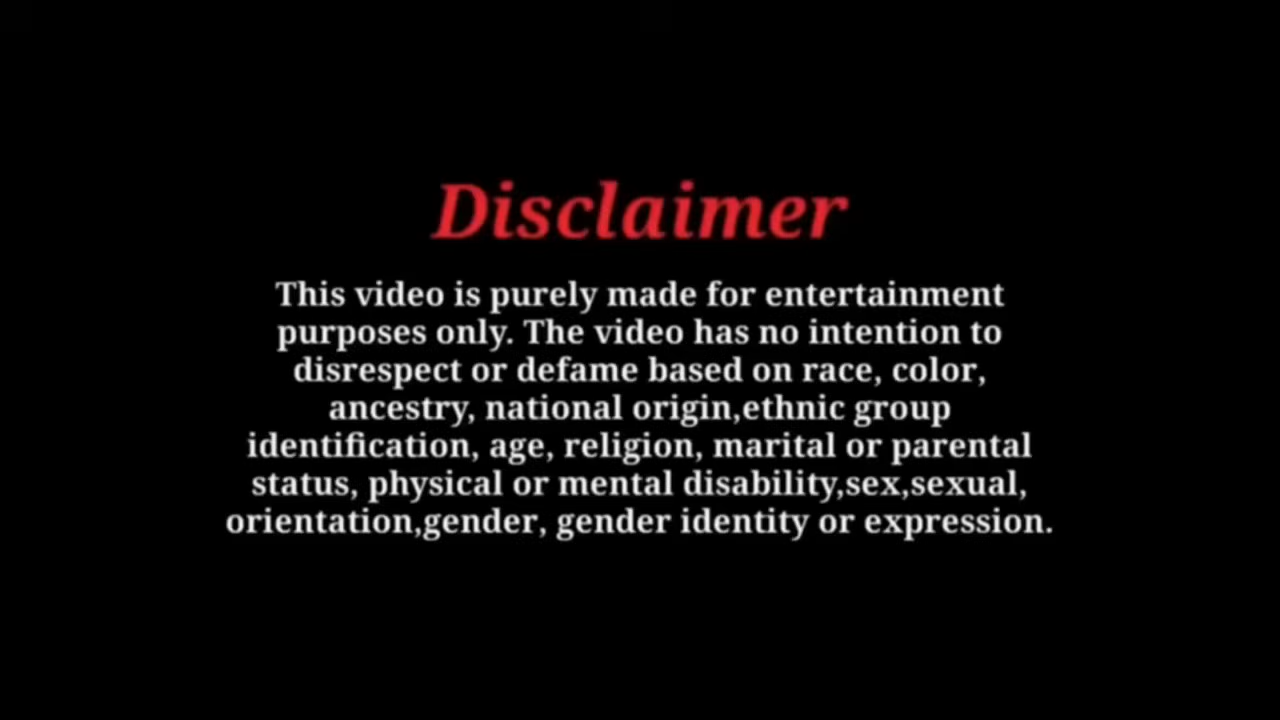 Disclaimer
This video is purely made for entertainment
purposes only. The video has no intention to
disrespect or defame based on race, color,
ancestry, national origin,ethnic group
identification, age, religion, marital or parental
status, physical or mental disability,sex,sexual,
orientation,gender, gender identity or expression.